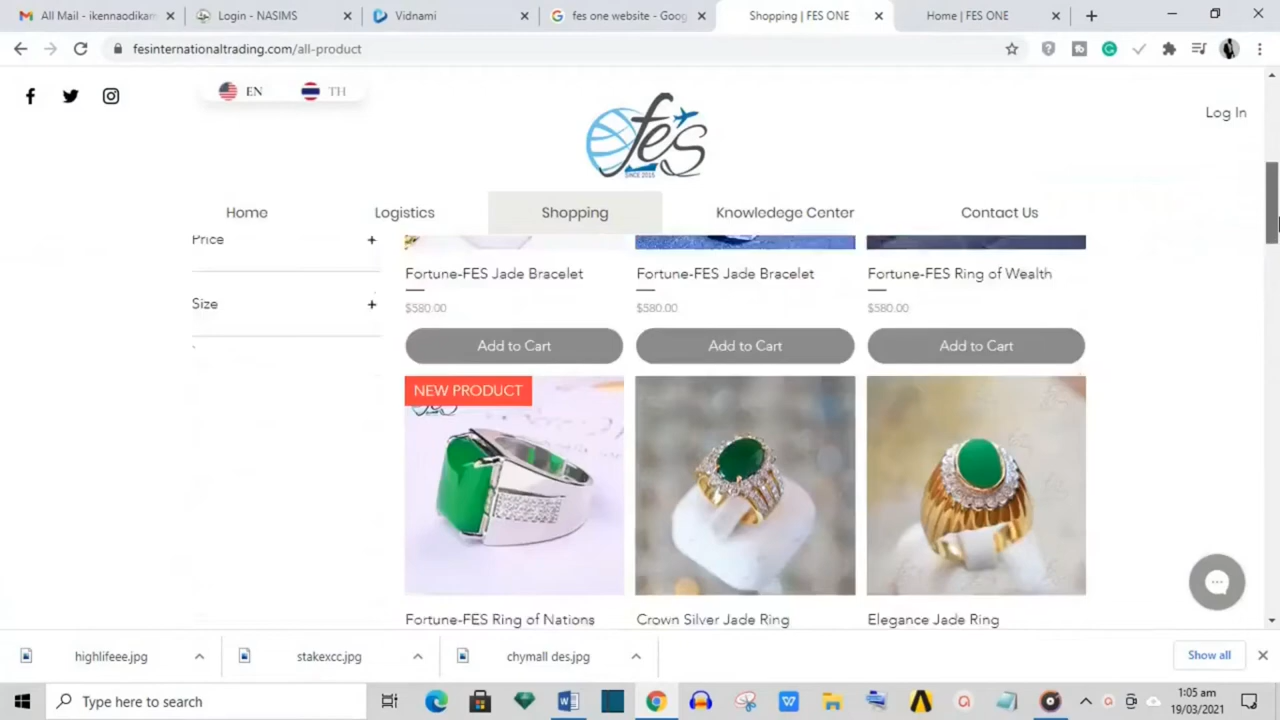 All Mail - ikennaodikam
Login - NASIMS
Vidnami
fes one website - Goog
Shopping | FES ONE
Home | FES ONE
fesinternationaltrading.com/all-product
EN
TH
fes
SINCE 2015
Log In
Home
Logistics
Shopping
Knowledege Center
Contact Us
Price
+
Size
+
Fortune-FES Jade Bracelet
$580.00
Add to Cart
Fortune-FES Jade Bracelet
$580.00
Add to Cart
Fortune-FES Ring of Wealth
$580.00
Add to Cart
NEW PRODUCT
Fortune-FES Ring of Nations
Crown Silver Jade Ring
Elegance Jade Ring
highlifeee.jpg
stakexcc.jpg
chymall des.jpg
Show all
Type here to search
1:05 am
19/03/2021